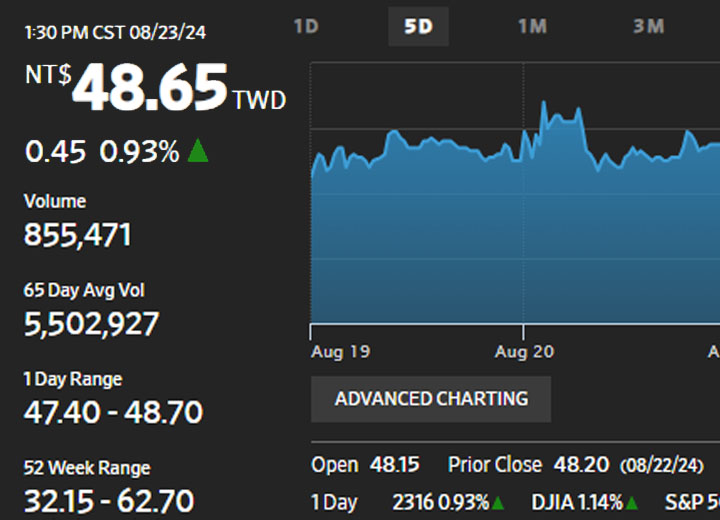 1:30 PM CST 08/23/24
NT$48.65 TWD
0.45 0.93%
Volume
855,471
65 Day Avg Vol
5,502,927
1 Day Range
47.40 - 48.70
52 Week Range
32.15 - 62.70
1D 5D 1M 3M
Aug 19 Aug 20 A
ADVANCED CHARTING
Open 48.15 Prior Close 48.20 (08/22/24)
1 Day 2316 0.93% DJIA 1.14% S&P 5